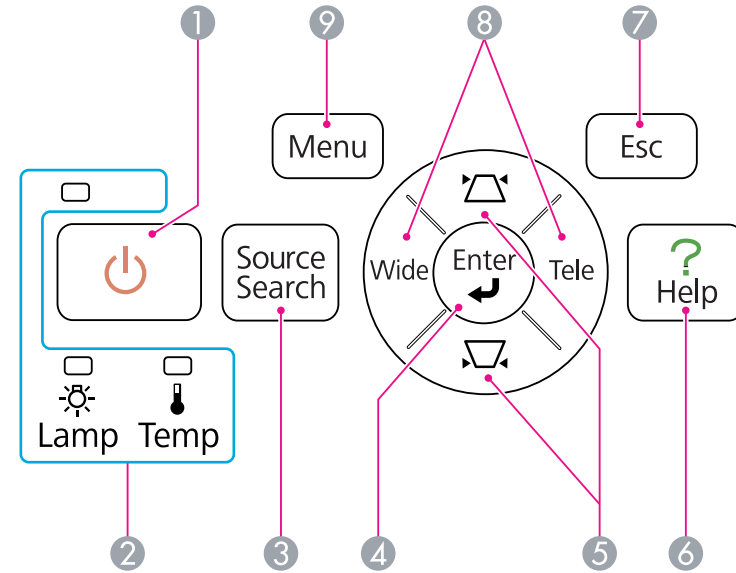 1
9
8
7
Menu
Esc
Source
Search
Wide
Enter
Tele
?
Help
Lamp
Temp
2
3
4
5
6